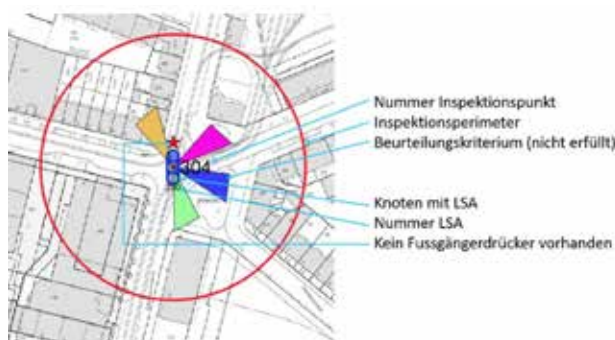 304
Nummer Inspektionspunkt
Inspektionsperimeter
Beurteilungskriterium (nicht erfüllt)
Knoten mit LSA
Nummer LSA
Kein Fussgängerdrücker vorhanden